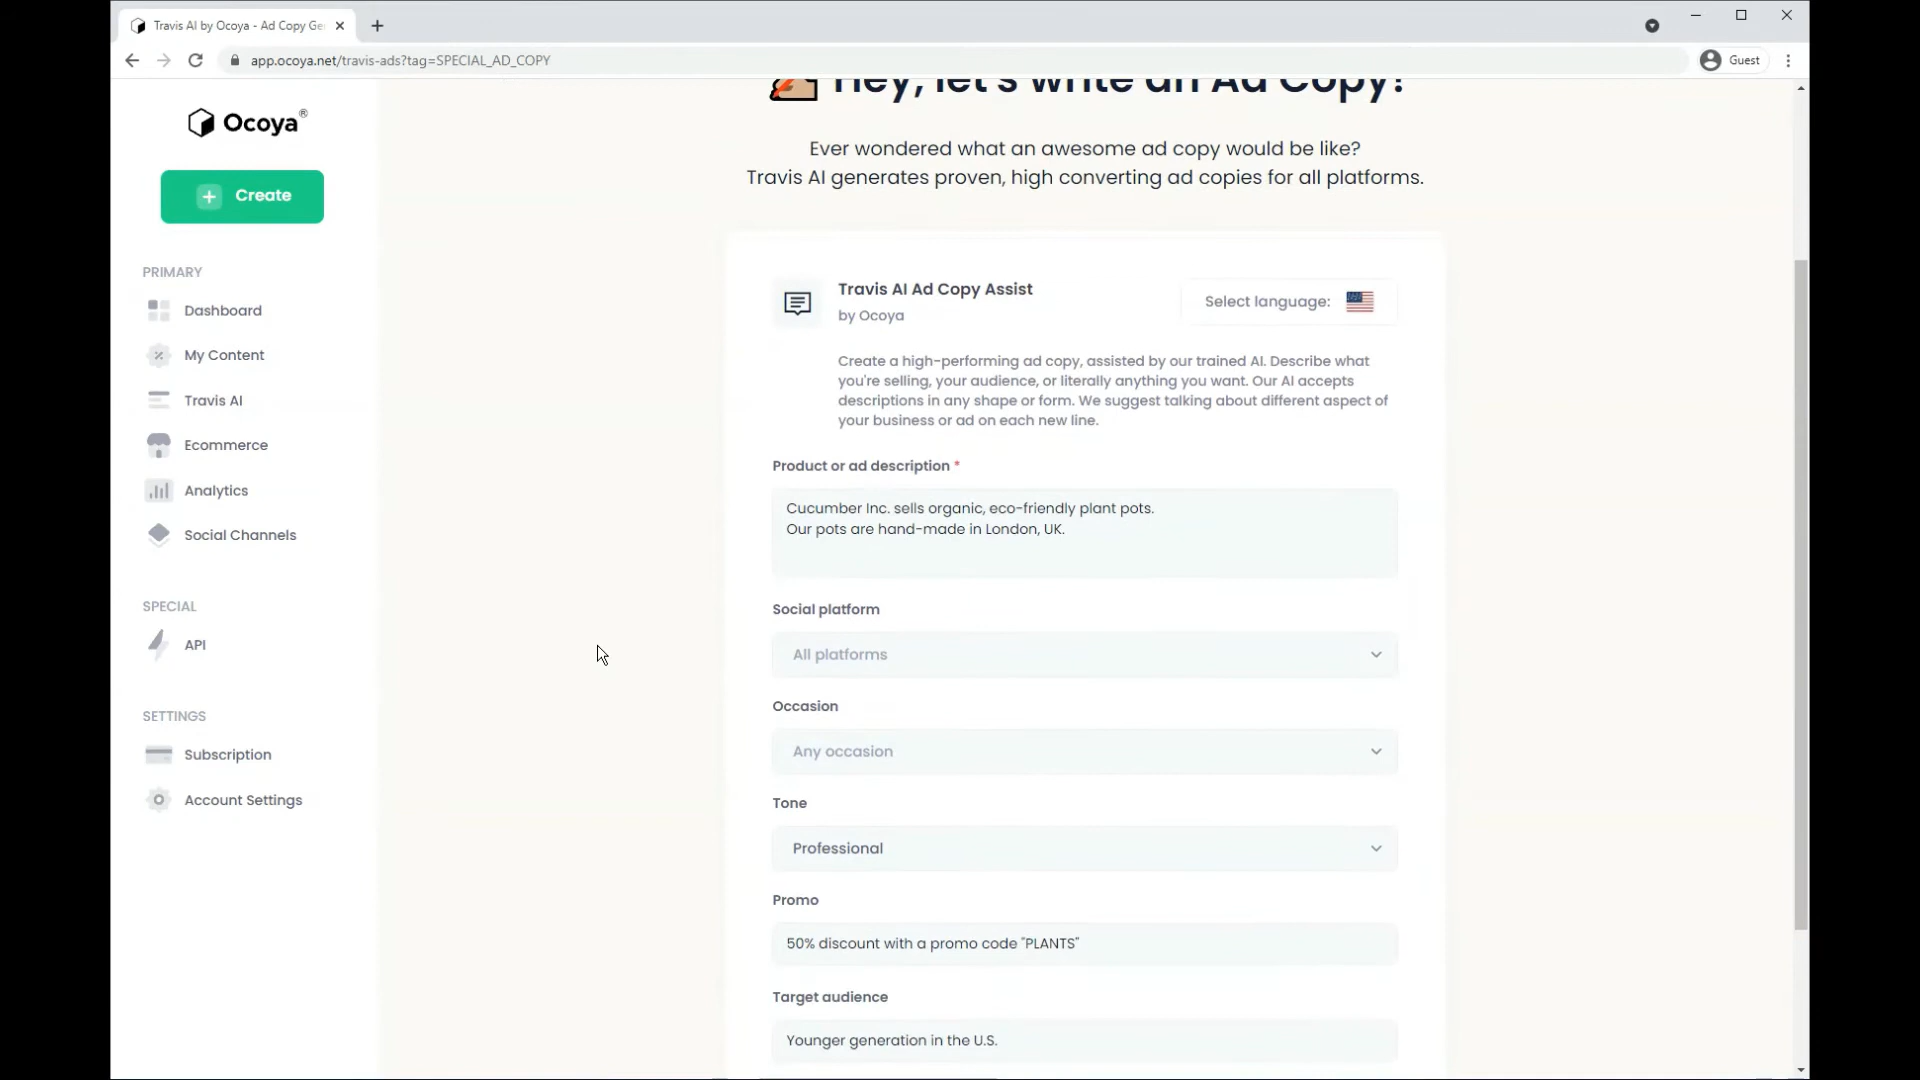 Travis AI by Ocoya - Ad Copy Ge
app.ocoya.net/travis-ads?tag=SPECIAL_AD_COPY
Guest
Ocoya®
Create
PRIMARY
Dashboard
My Content
Travis AI
Ecommerce
Analytics
Social Channels
SPECIAL
API
SETTINGS
Subscription
Account Settings
Hey, let's write an Ad Copy!
Ever wondered what an awesome ad copy would be like?
Travis AI generates proven, high converting ad copies for all platforms.
Travis AI Ad Copy Assist
by Ocoya
Select language:
Create a high-performing ad copy, assisted by our trained AI. Describe what
you're selling, your audience, or literally anything you want. Our AI accepts
descriptions in any shape or form. We suggest talking about different aspect of
your business or ad on each new line.
Product or ad description *
Cucumber Inc. sells organic, eco-friendly plant pots.
Our pots are hand-made in London, UK.
Social platform
All platforms
Occasion
Any occasion
Tone
Professional
Promo
50% discount with a promo code "PLANTS"
Target audience
Younger generation in the U.S.